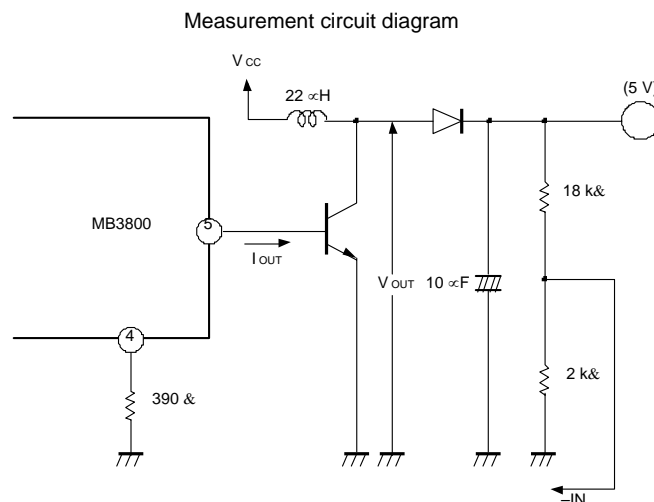 Measurement circuit diagram
V CC
22 ∝H
(5 V)
18 k&
MB3800
5
I OUT
V OUT
10 ∝F
4
390 &
2 k&
–IN